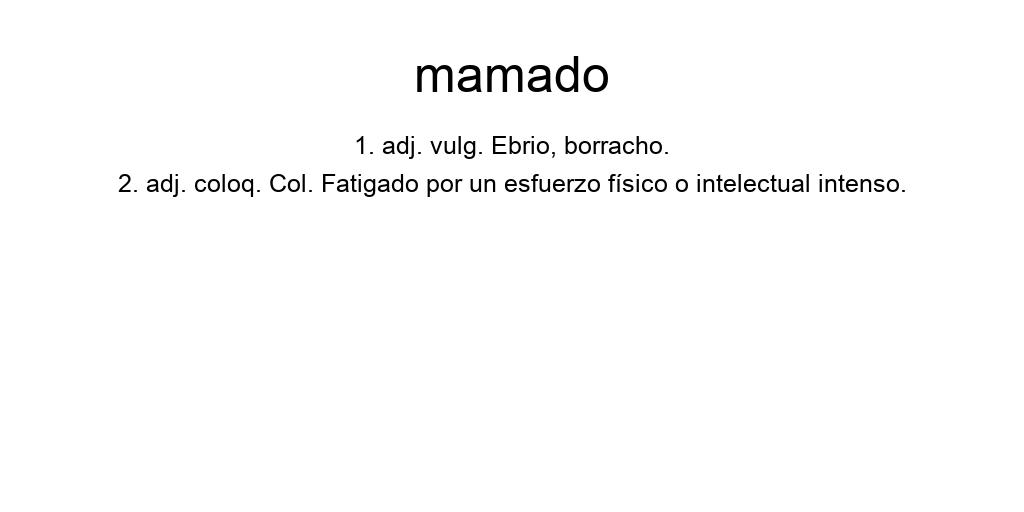 mamado
1. adj. vulg. Ebrio, borracho.
2. adj. coloq. Col. Fatigado por un esfuerzo físico o intelectual intenso.